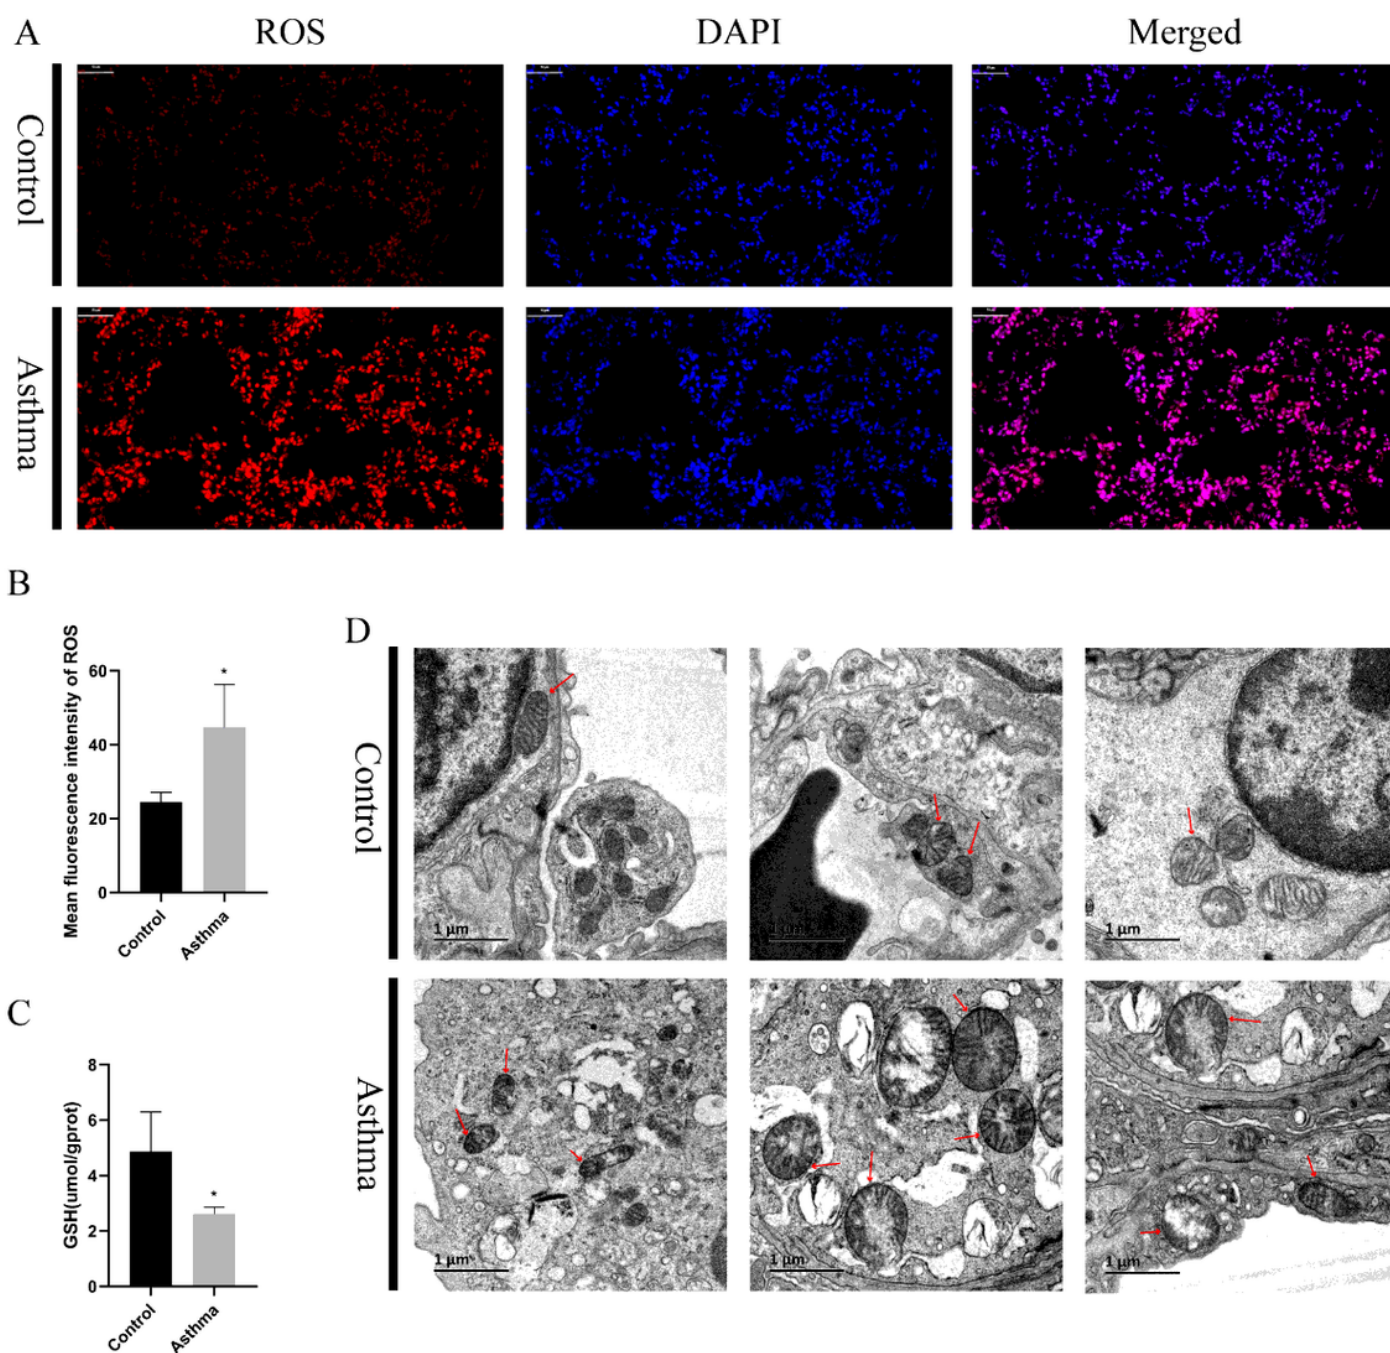 A
ROS
DAPI
Merged
Control
Asthma
B
Mean fluorescence intensity of ROS
60
40
20
0
*
Control
Asthma
C
GSH(umol/gprot)
8
6
4
2
0
*
Control
Asthma
D
Control
1 μm
1 μm
1 μm
Asthma
1 μm
1 μm
1 μm